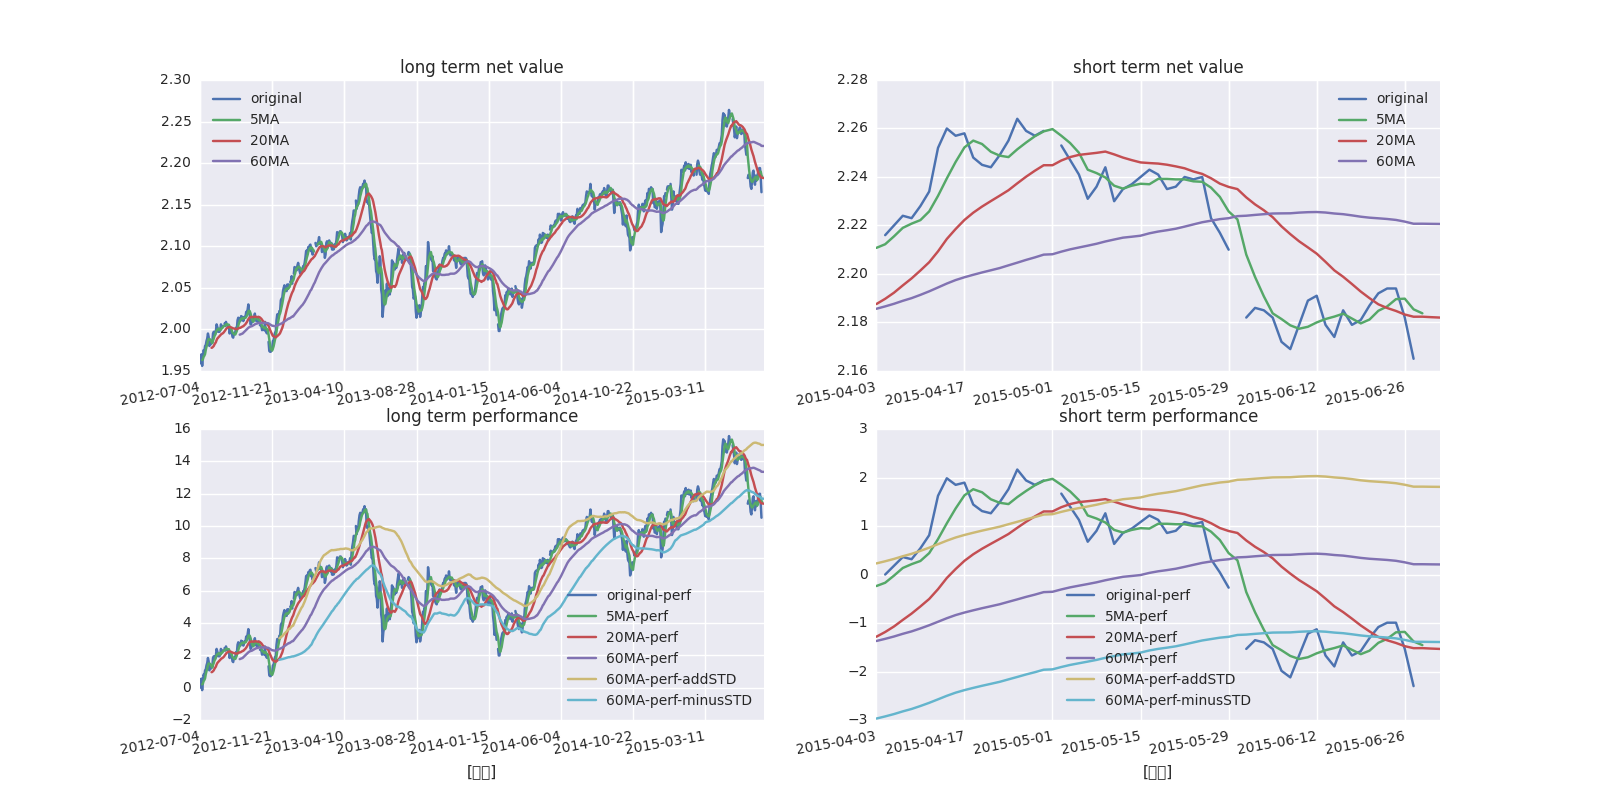 long term net value
2.30
2.25
2.20
2.15
2.10
2.05
2.00
1.95
original
5MA
20MA
60MA
2012-07-04 2012-11-21 2013-04-10 2013-08-28 2014-01-15 2014-06-04 2014-10-22 2015-03-11
short term net value
2.28
2.26
2.24
2.22
2.20
2.18
2.16
original
5MA
20MA
60MA
2015-04-03 2015-04-17 2015-05-01 2015-05-15 2015-05-29 2015-06-12 2015-06-26
long term performance
16
14
12
10
8
6
4
2
0
−2
original-perf
5MA-perf
20MA-perf
60MA-perf
60MA-perf-addSTD
60MA-perf-minusSTD
2012-07-04 2012-11-21 2013-04-10 2013-08-28 2014-01-15 2014-06-04 2014-10-22 2015-03-11
short term performance
3
2
1
0
−1
−2
−3
original-perf
5MA-perf
20MA-perf
60MA-perf
60MA-perf-addSTD
60MA-perf-minusSTD
2015-04-03 2015-04-17 2015-05-01 2015-05-15 2015-05-29 2015-06-12 2015-06-26